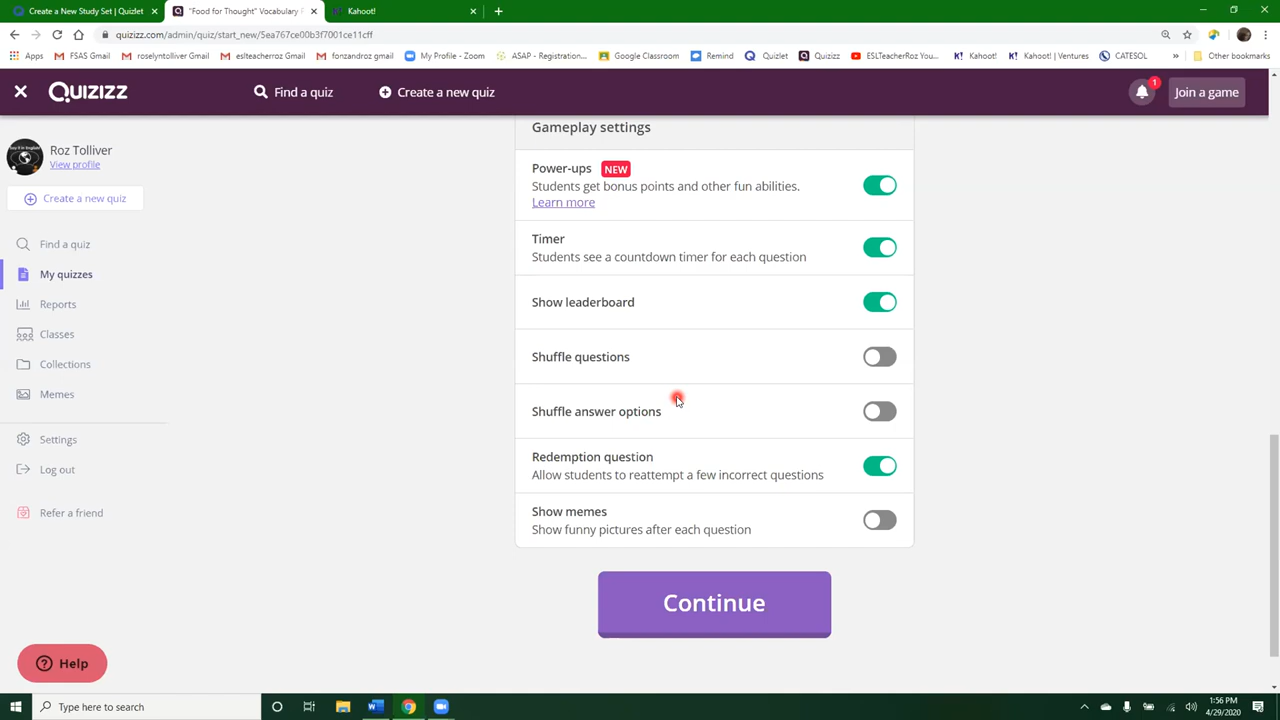 Create a New Study Set | Quizlet
"Food for Thought" Vocabulary F
Kahoot!
quizizz.com/admin/quiz/start_new/5ea767ce00b3f7001ce11cff
Apps
FSAS Gmail
roselyntolliver Gmail
eslteacherroz Gmail
fonzandroz gmail
My Profile - Zoom
ASAP - Registration...
Google Classroom
Remind
Quizlet
Quizizz
ESLTeacherRoz You...
Kahoot!
Kahoot! | Ventures
CATESOL
»
Other bookmarks
QUIZIZZ
Find a quiz
Create a new quiz
1
Join a game
Roz Tolliver
View profile
Create a new quiz
Find a quiz
My quizzes
Reports
Classes
Collections
Memes
Settings
Log out
Refer a friend
Help
Gameplay settings
Power-ups NEW
Students get bonus points and other fun abilities.
Learn more
Timer
Students see a countdown timer for each question
Show leaderboard
Shuffle questions
Shuffle answer options
Redemption question
Allow students to reattempt a few incorrect questions
Show memes
Show funny pictures after each question
Continue
Type here to search
1:56 PM
4/29/2020